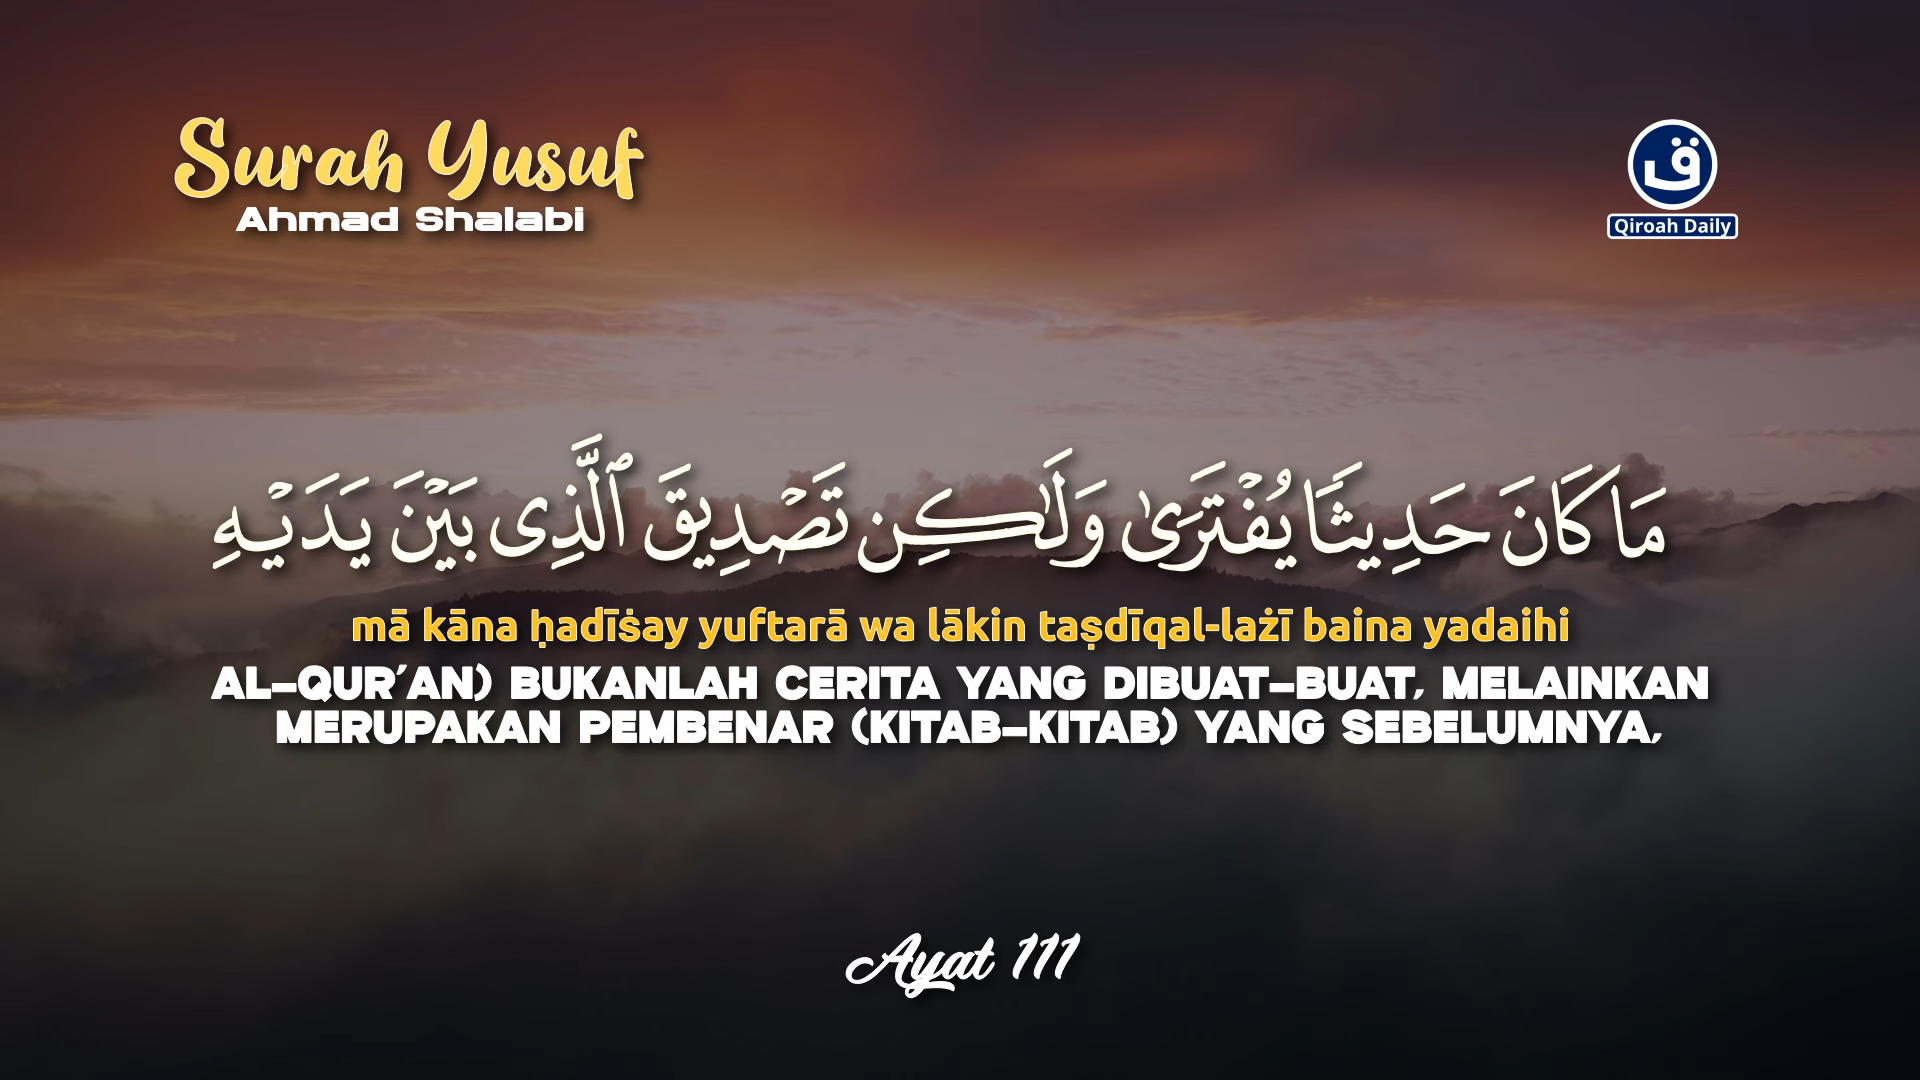 Surah Yusuf
Ahmad Shalabi
ق
Qiroah Daily
مَا كَانَ حَدِيثًا يُفْتَرَىٰ وَلَٰكِن تَصْدِيقَ ٱلَّذِى بَيْنَ يَدَيْهِ
mā kāna ḥadīṡay yuftarā wa lākin taṣdīqal-lażī baina yadaihi
AL-QUR'AN) BUKANLAH CERITA YANG DIBUAT-BUAT, MELAINKAN
MERUPAKAN PEMBENAR (KITAB-KITAB) YANG SEBELUMNYA,
Ayat 111